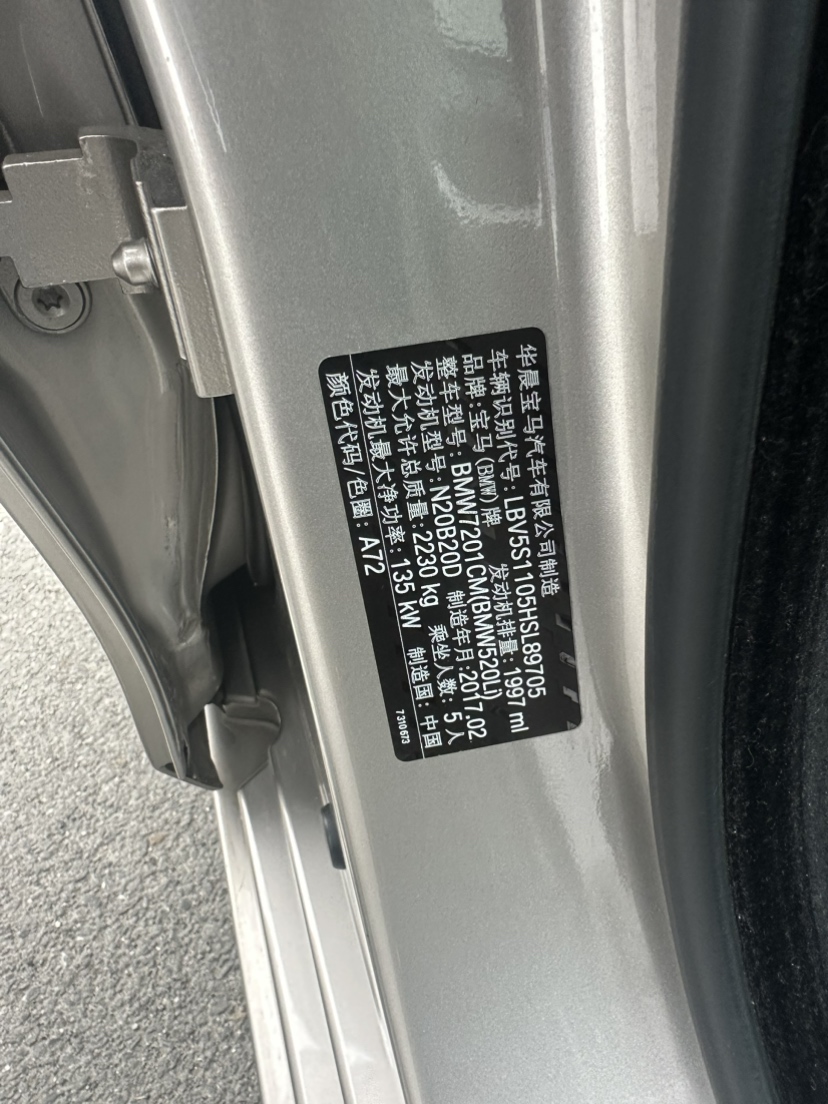 华晨宝马汽车有限公司制造
车辆识别代号:LBV5S1105HSL89705
品牌:宝马(BMW)牌 发动机排量:1997 ml
整车型号:BMW7201CM(BMW520Li)
发动机型号:N20B20D 制造年月:2017.02
最大允许总质量:2230 kg 乘坐人数:5人
发动机最大净功率:135 kW 制造国:中国
颜色代码/色圈:A72
7310573